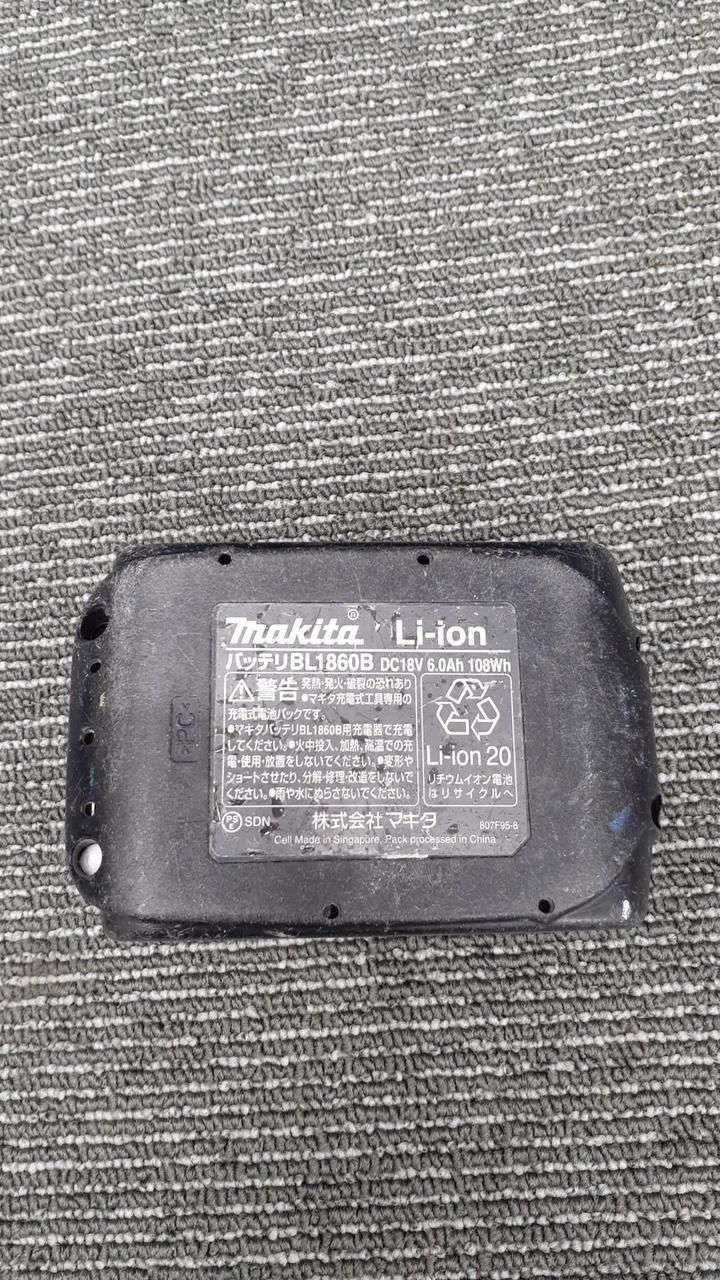 makita® Li-ion
バッテリBL1860B DC18V 6.0Ah 108Wh
警告 発熱・発火・破裂の恐れあり
●マキタ充電式工具専用の
充電式電池パックです。
●マキタバッテリBL1860B用充電器で充電
してください。●火中投入、加熱、高温での充
電・使用・放置をしないでください。●変形や
ショートさせたり、分解・修理・改造をしないで
ください。●雨や水にぬらさないでください。
Li-ion 20
リチウムイオン電池
はリサイクルへ
PS
E
SDN
株式会社マキタ
807F95-8
Cell Made in Singapore, Pack processed in China
>PC<